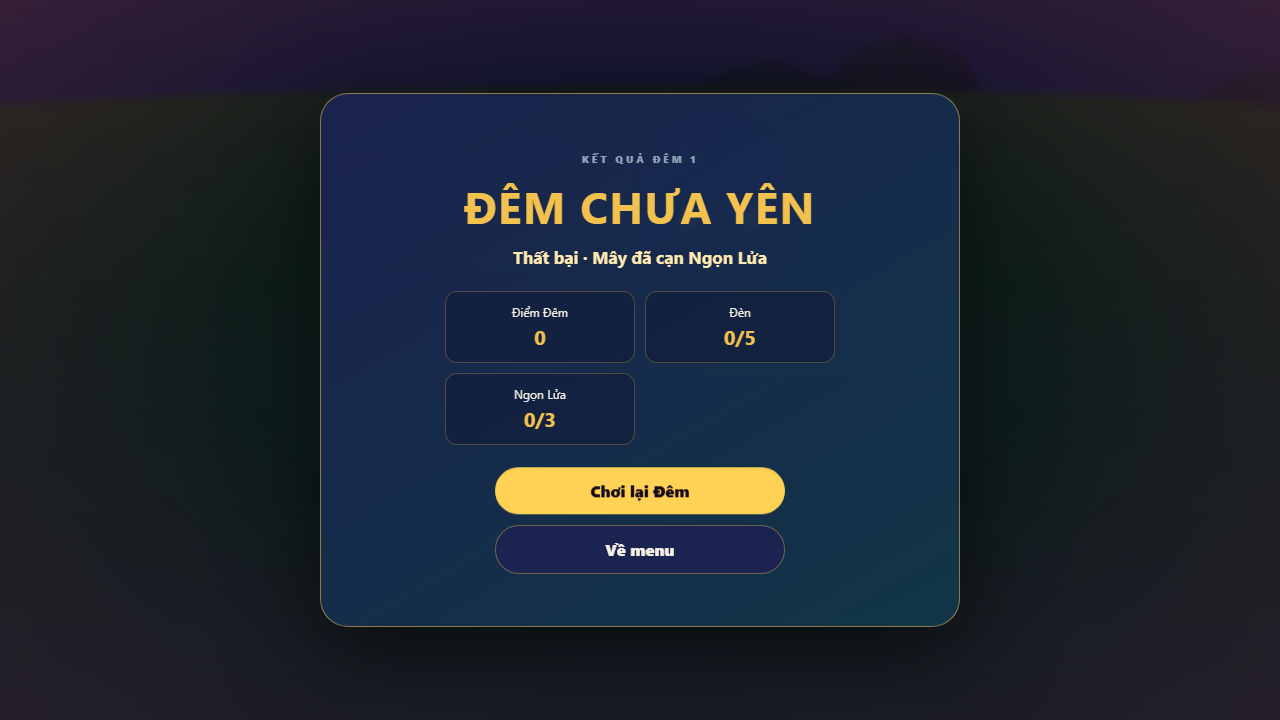 KẾT QUẢ ĐÊM 1
ĐÊM CHƯA YÊN
Thất bại · Mây đã cạn Ngọn Lửa
Điểm Đêm
0
Đèn
0/5
Ngọn Lửa
0/3
Chơi lại Đêm
Về menu